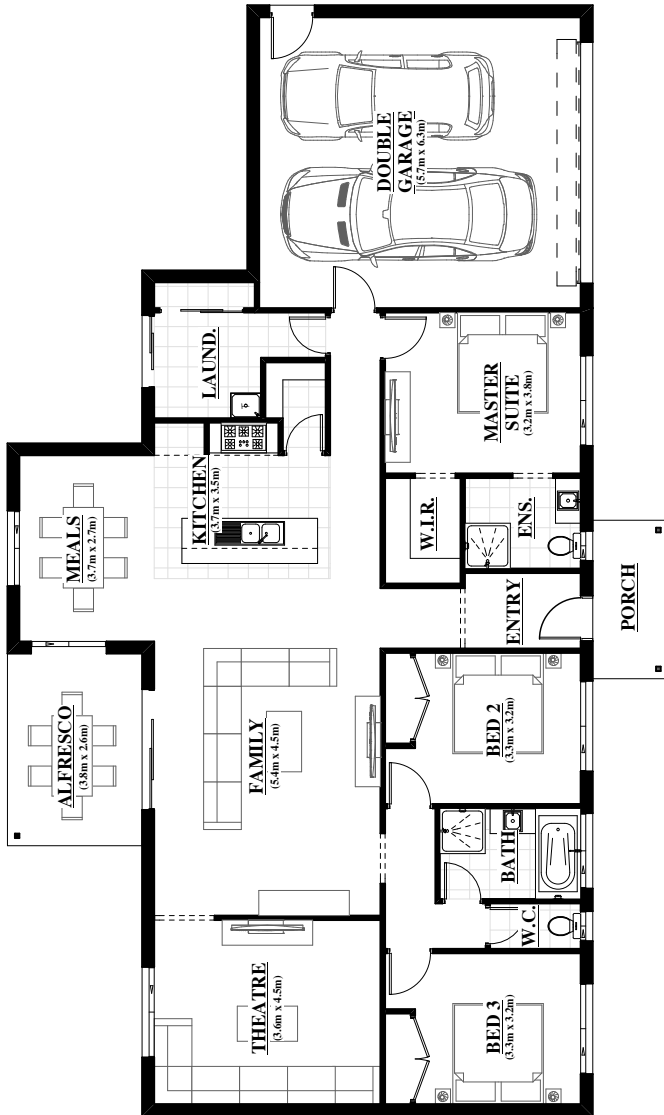 DOUBLE
GARAGE
(5.7m x 6.3m)
LAUND.
MASTER
SUITE
(3.2m x 3.8m)
KITCHEN
(3.7m x 3.5m)
MEALS
(3.7m x 2.7m)
W.I.R.
ENS.
ENTRY
PORCH
ALFRESCO
(3.8m x 2.6m)
FAMILY
(5.4m x 4.5m)
BED 2
(3.3m x 3.2m)
BATH
W.C.
THEATRE
(3.6m x 4.5m)
BED 3
(3.3m x 3.2m)